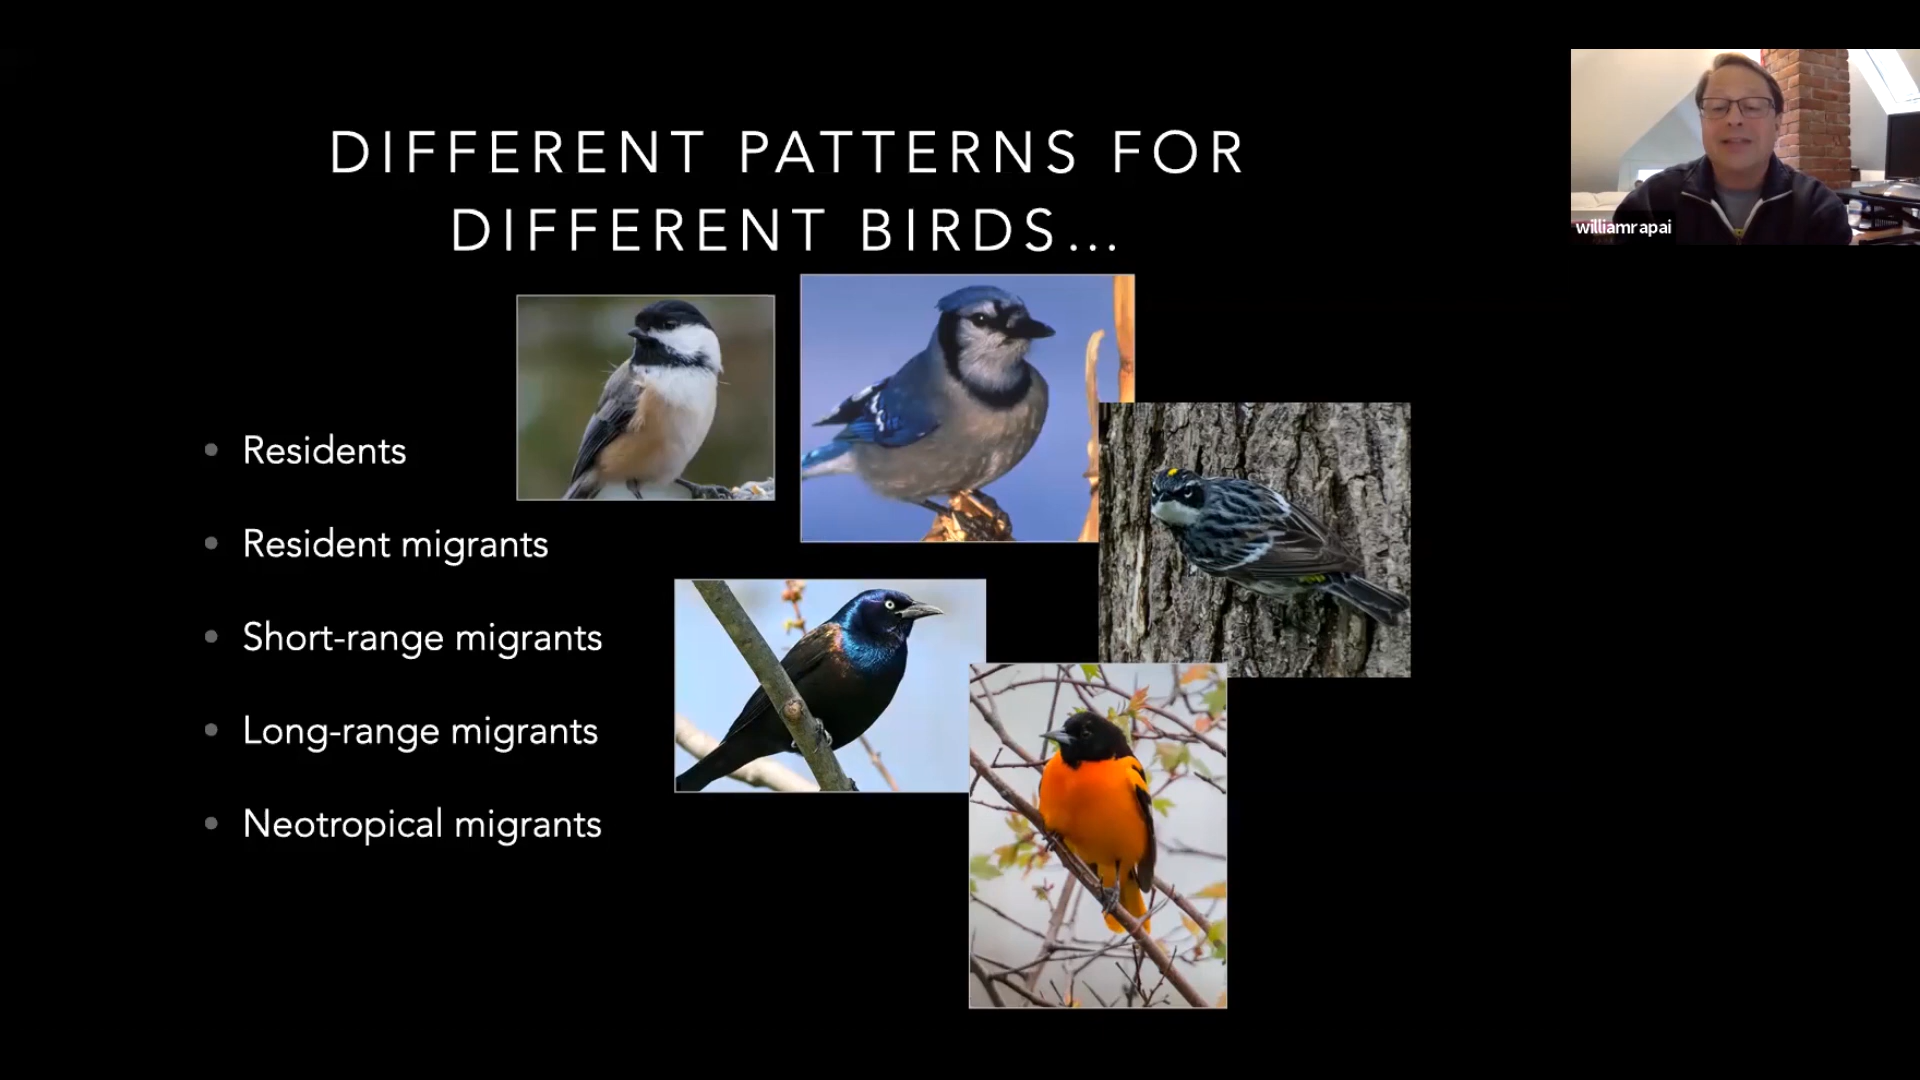 DIFFERENT PATTERNS FOR
DIFFERENT BIRDS...
williamrapai
Residents
Resident migrants
Short-range migrants
Long-range migrants
Neotropical migrants